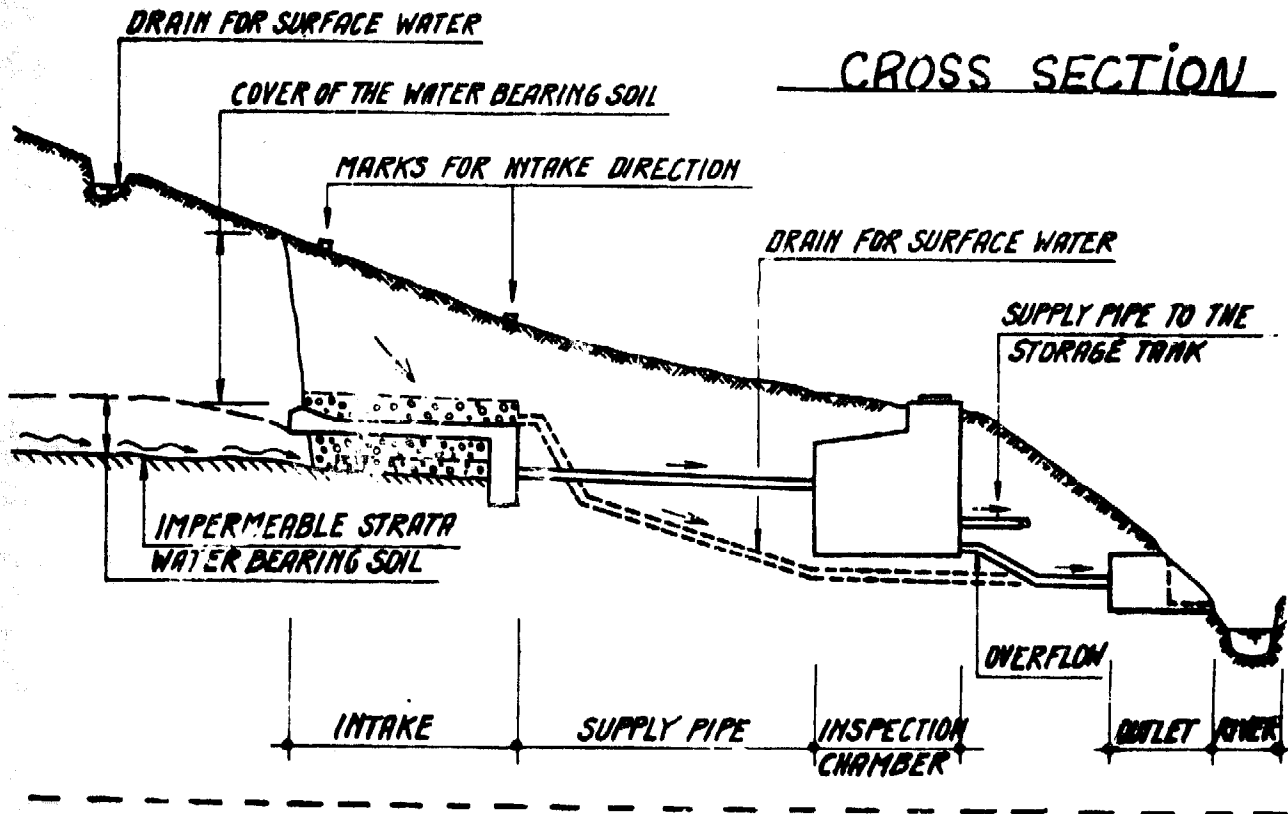 DRAIN FOR SURFACE WATER
CROSS SECTION
COVER OF THE WATER BEARING SOIL
MARKS FOR INTAKE DIRECTION
DRAIN FOR SURFACE WATER
SUPPLY PIPE TO THE
STORAGE TANK
IMPERMEABLE STRATA
WATER BEARING SOIL
OVERFLOW
INTAKE
SUPPLY PIPE
INSPECTION
CHAMBER
OUTLET
RIVER